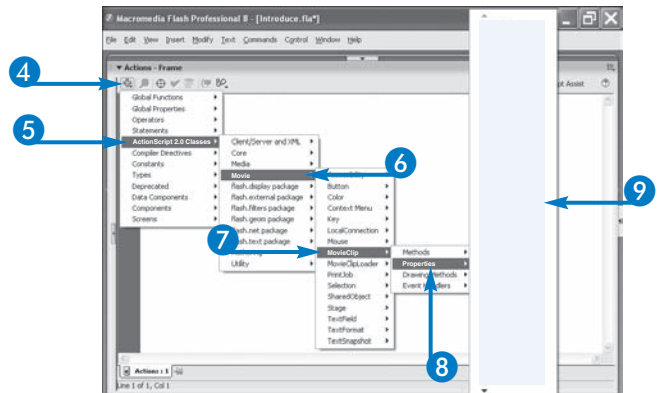 Macromedia Flash Professional 8 - [Introduce.fla*]
File Edit View Insert Modify Text Commands Control Window Help
▼ Actions - Frame
4
pt Assist
Global Functions
Global Properties
Operators
Statements
5
ActionScript 2.0 Classes
Compiler Directives
Constants
Types
Deprecated
Data Components
Components
Screens
Client/Server and XML
Core
Media
Movie
6
flash.display package
flash.external package
flash.filters package
flash.geom package
flash.net package
flash.text package
Utility
7
Button
Color
Context Menu
Key
LocalConnection
Mouse
MovieClip
MovieClipLoader
PrintJob
Selection
SharedObject
Stage
TextField
TextFormat
TextSnapshot
Methods
Properties
Drawing Methods
Event Handlers
8
9
Actions : 1
Line 1 of 1, Col 1